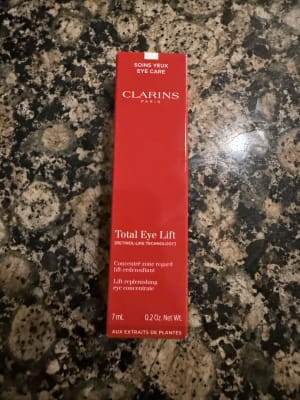 SOINS YEUX
EYE CARE
CLARINS
PARIS
Total Eye Lift
[RETINOL-LIKE TECHNOLOGY]
Concentré zone regard
lift-redensifiant
Lift-replenishing
eye concentrate
7 mL 0.2 Oz. Net Wt.
AUX EXTRAITS DE PLANTES